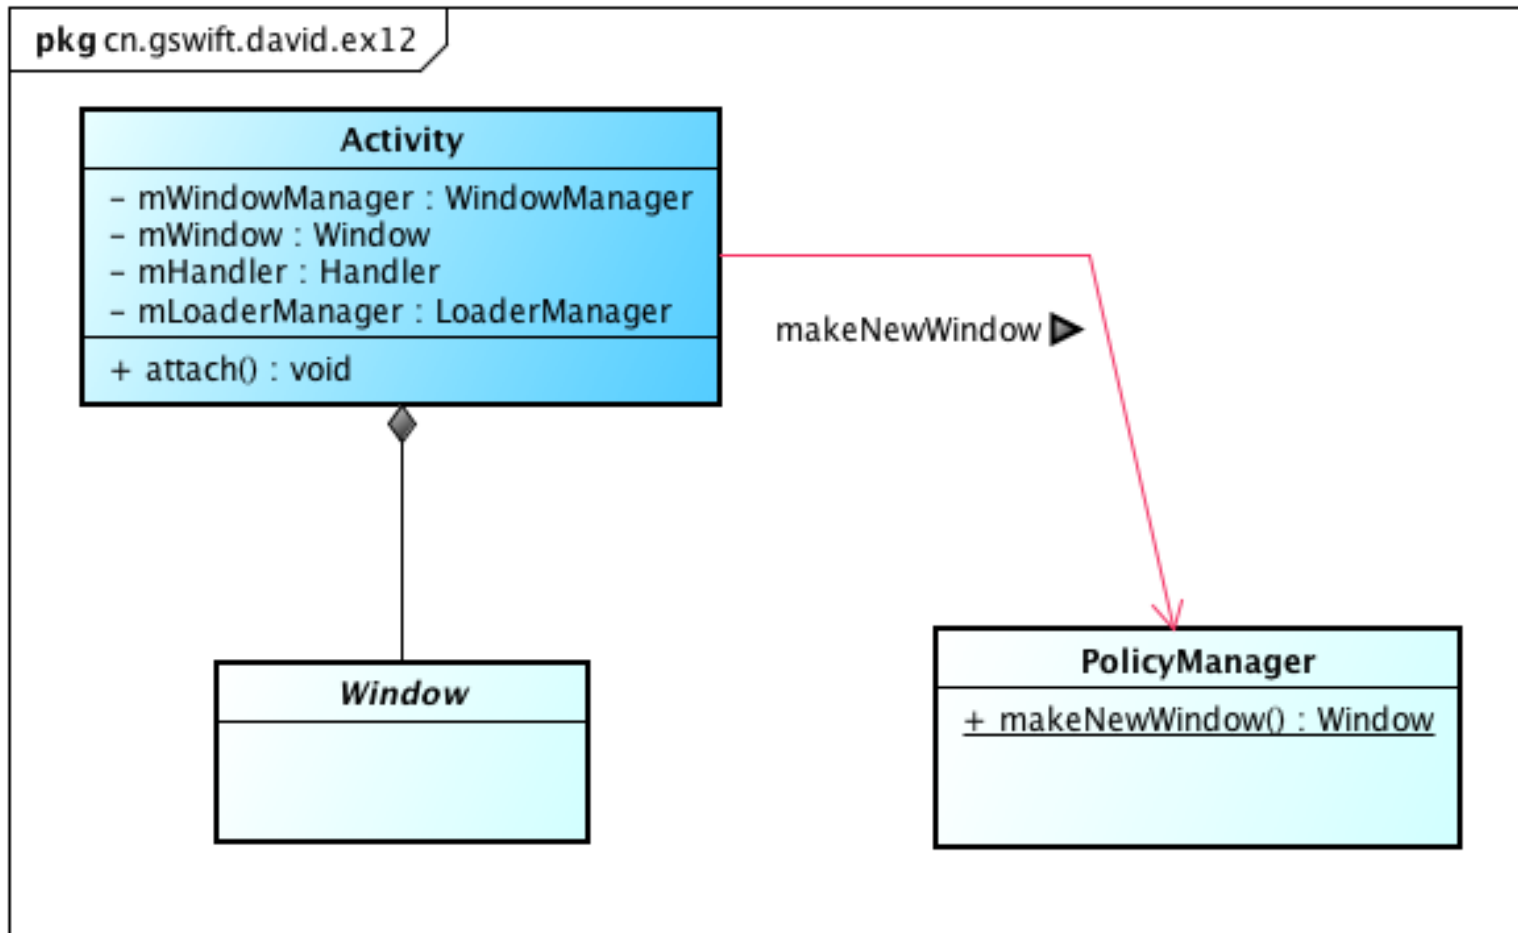 pkg cn.gswift.david.ex12
Activity
- mWindowManager : WindowManager
- mWindow : Window
- mHandler : Handler
- mLoaderManager : LoaderManager
+ attach() : void
makeNewWindow
Window
PolicyManager
+ makeNewWindow() : Window